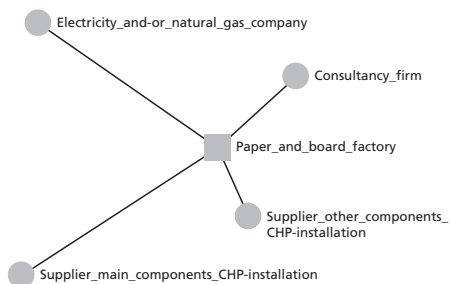 Electricity_and-or_natural_gas_company
Consultancy_firm
Paper_and_board_factory
Supplier_other_components_
CHP-installation
Supplier_main_components_CHP-installation